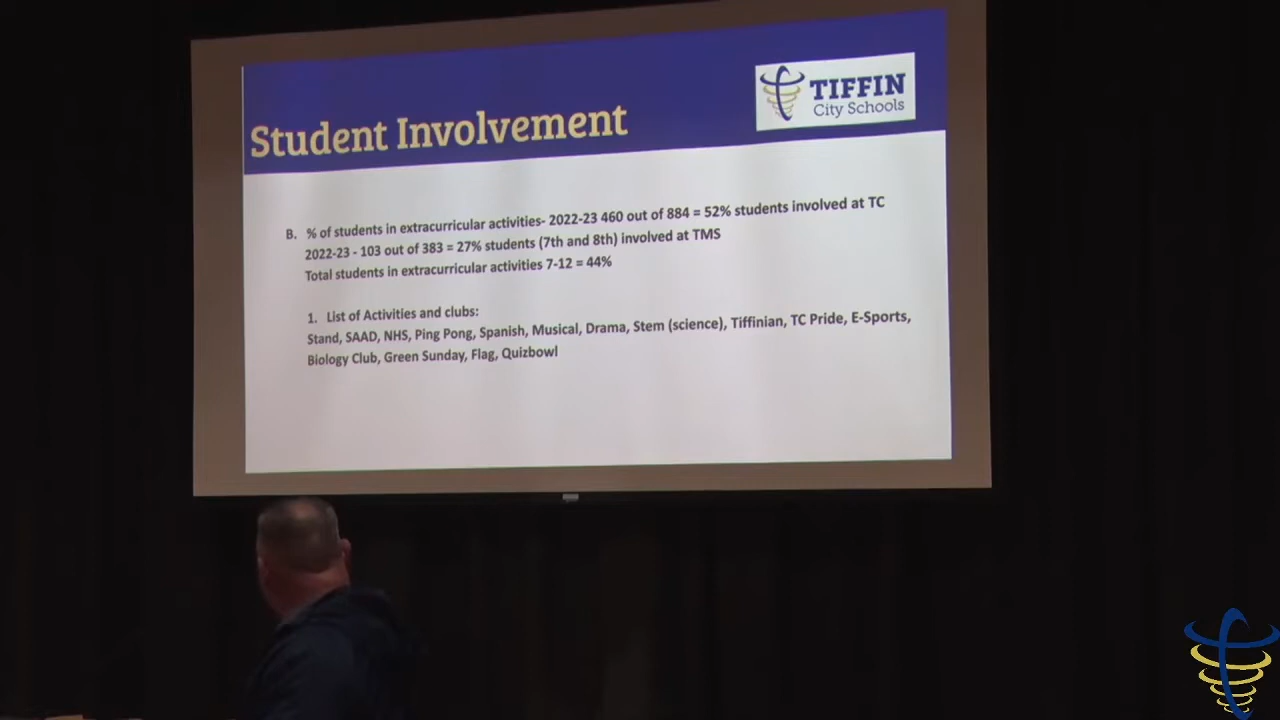 TIFFIN
City Schools
Student Involvement
B. % of students in extracurricular activities- 2022-23 460 out of 884 = 52% students involved at TC
2022-23 - 103 out of 383 = 27% students (7th and 8th) involved at TMS
Total students in extracurricular activities 7-12 = 44%
1. List of Activities and clubs:
Stand, SAAD, NHS, Ping Pong, Spanish, Musical, Drama, Stem (science), Tiffinian, TC Pride, E-Sports,
Biology Club, Green Sunday, Flag, Quizbowl